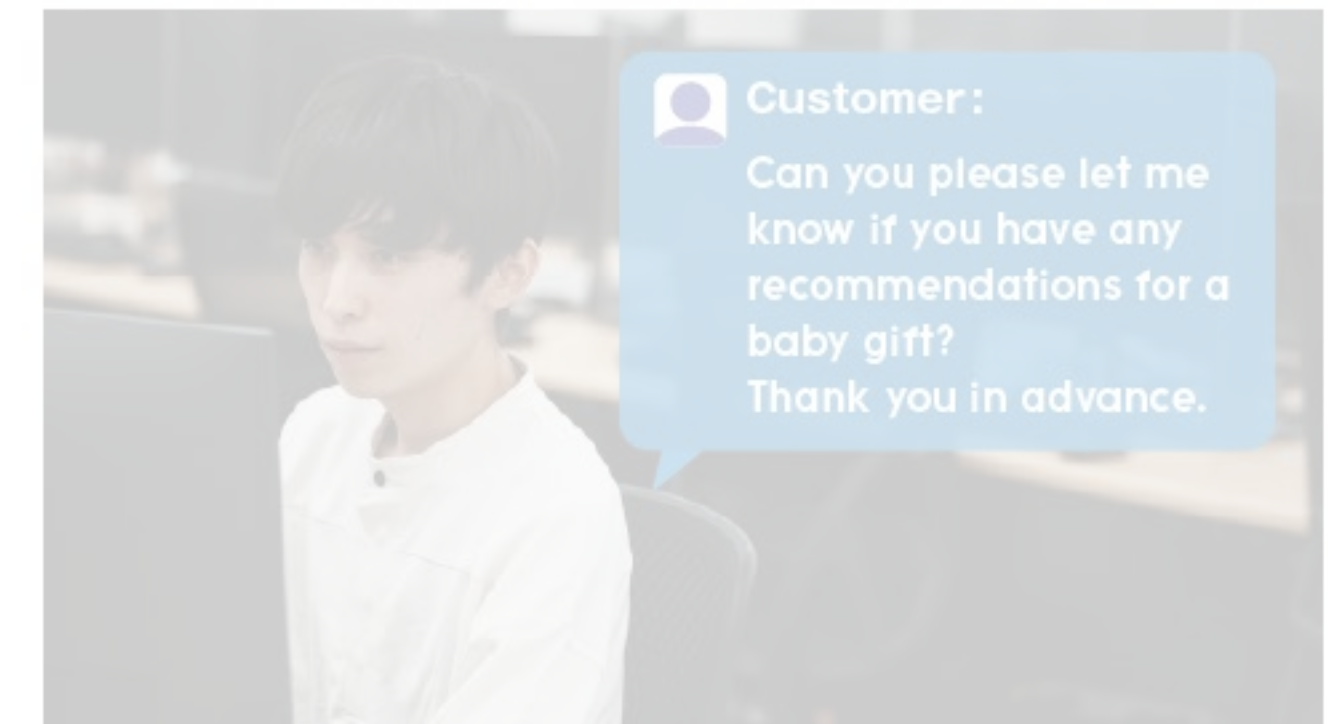 Customer:
Can you please let me
know if you have any
recommendations for a
baby gift?
Thank you in advance.